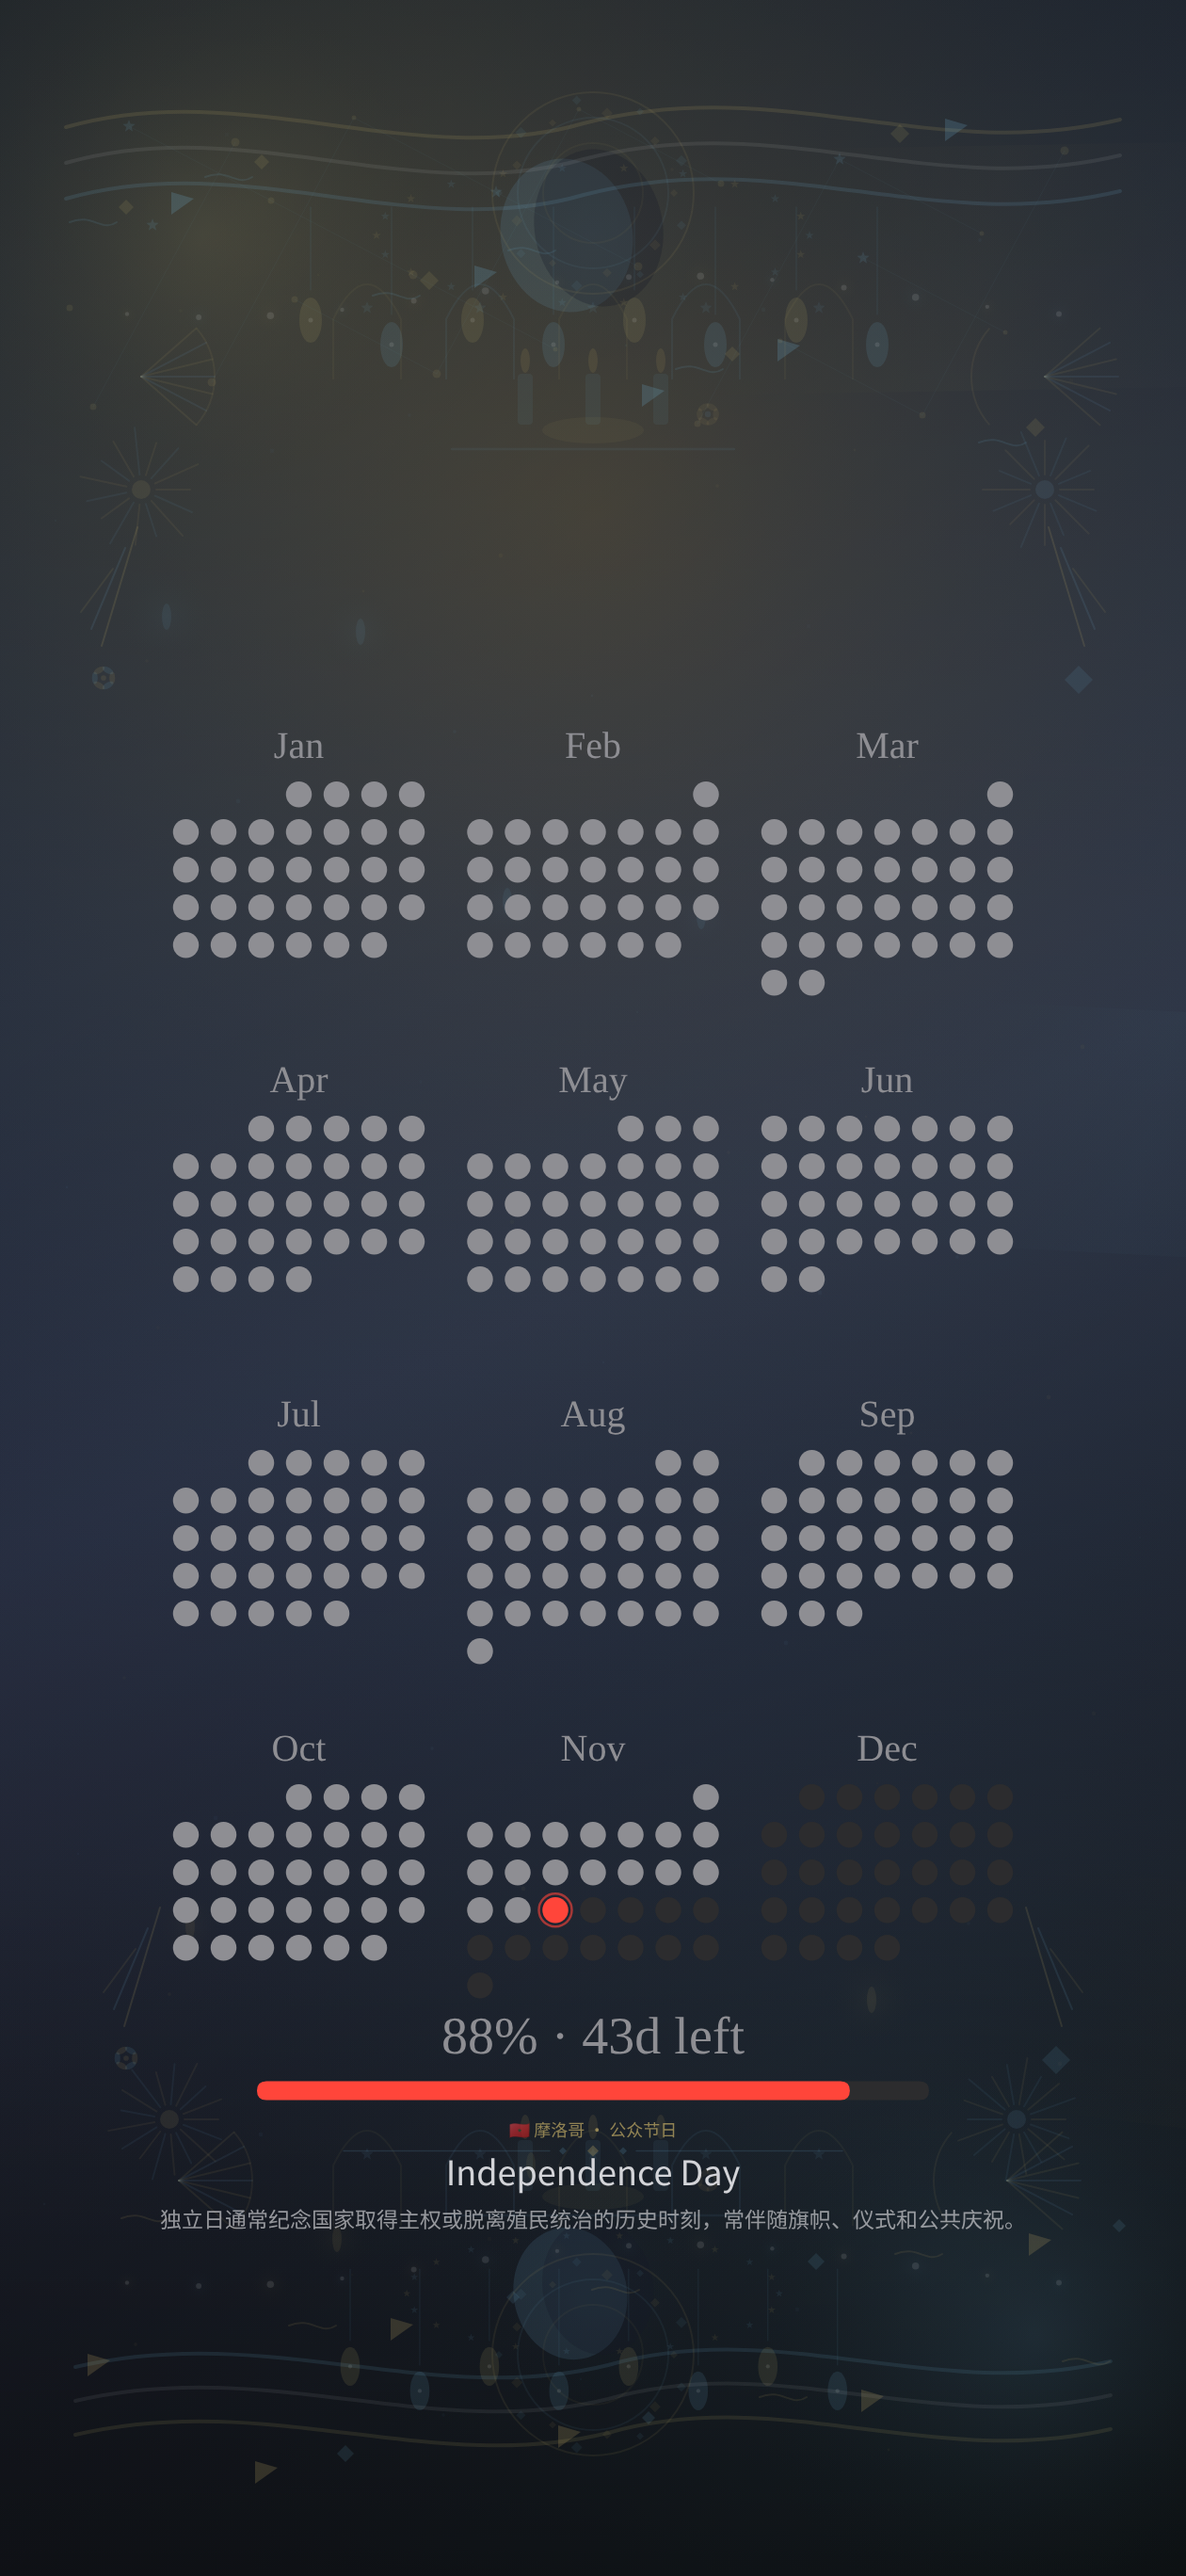 Jan Feb Mar
Apr May Jun
Jul Aug Sep
Oct Nov Dec
88% · 43d left
🇲🇦 摩洛哥 · 公众节日
Independence Day
独立日通常纪念国家取得主权或脱离殖民统治的历史时刻，常伴随旗帜、仪式和公共庆祝。